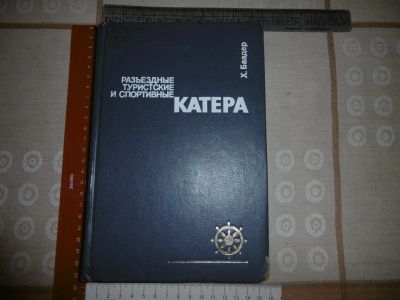 Х. Баадер
РАЗЪЕЗДНЫЕ
ТУРИСТСКИЕ
И СПОРТИВНЫЕ
КАТЕРА